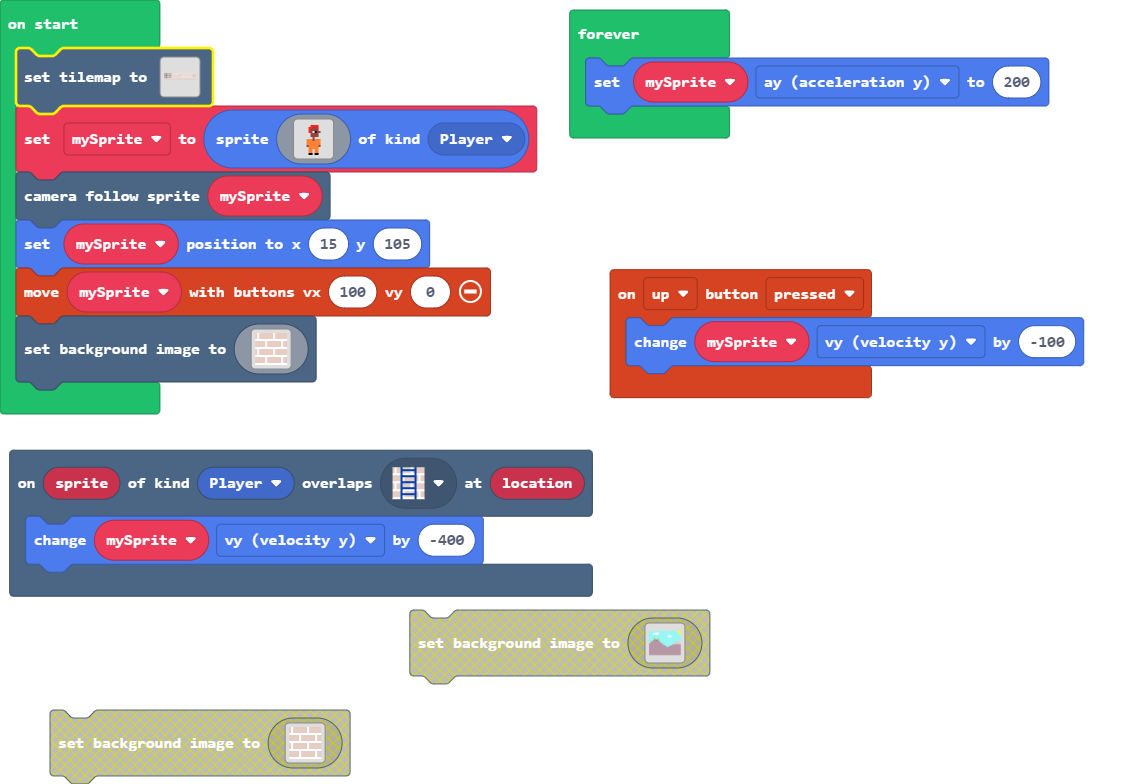 on start
set tilemap to
set mySprite to sprite of kind Player
camera follow sprite mySprite
set mySprite position to x 15 y 105
move mySprite with buttons vx 100 vy 0
set background image to
forever
set mySprite ay (acceleration y) to 200
on up button pressed
change mySprite vy (velocity y) by -100
on sprite of kind Player overlaps at location
change mySprite vy (velocity y) by -400
set background image to
set background image to